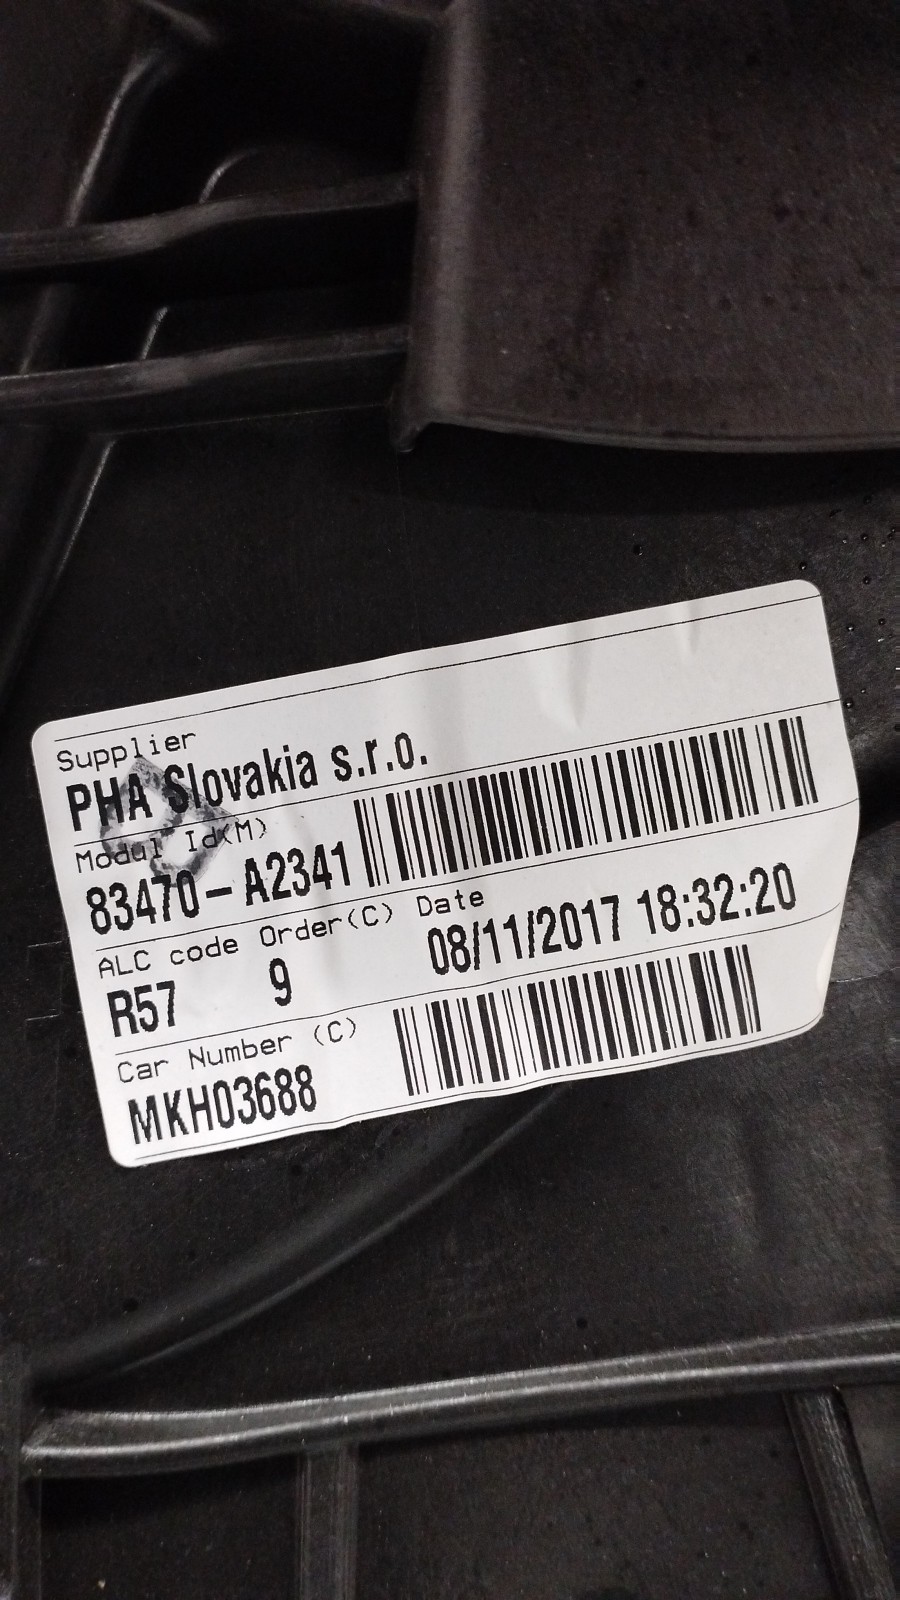 Supplier
PHA Slovakia s.r.o.
Modul Id(M)
83470-A2341
ALC code Order(C) Date
R57 9 08/11/2017 18:32:20
Car Number (C)
MKH03688